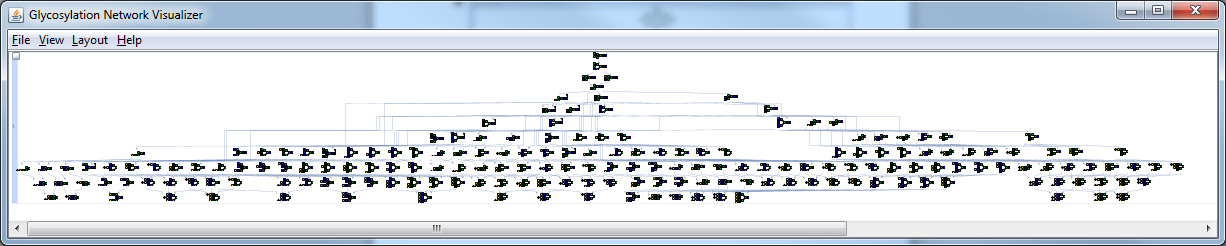 Glycosylation Network Visualizer
File View Layout Help